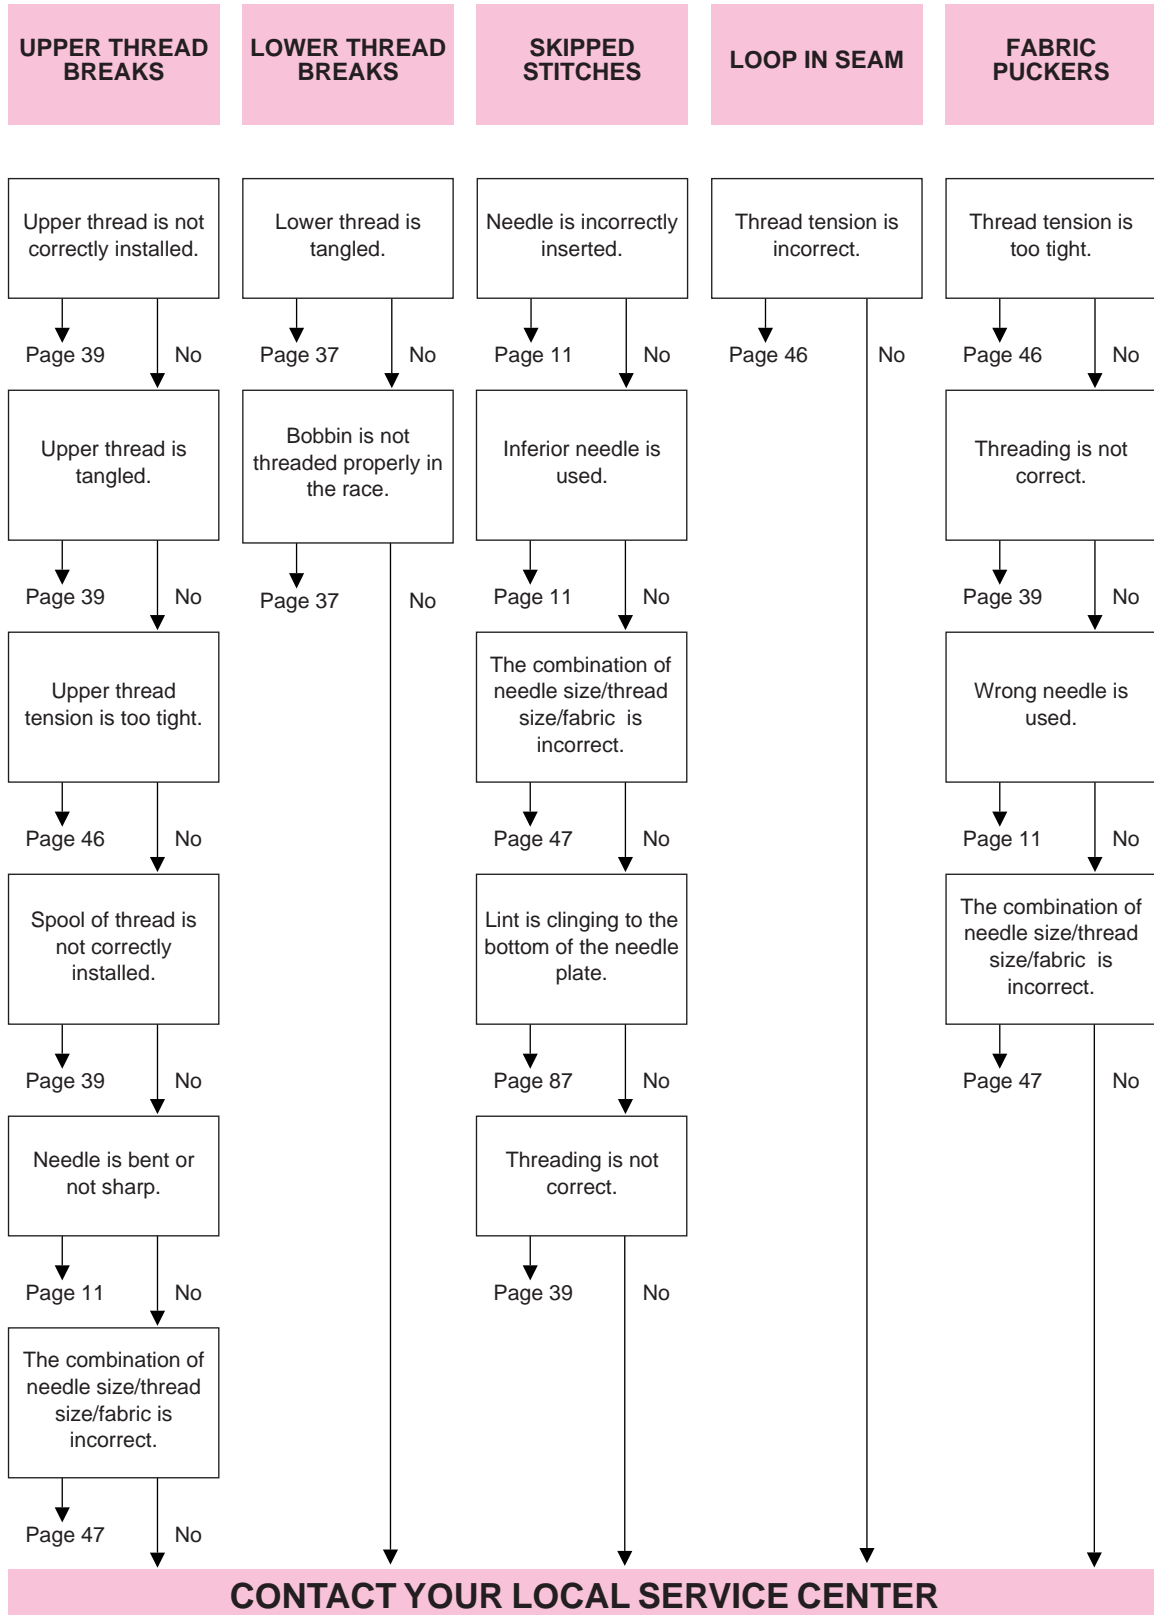 UPPER THREAD
BREAKS
Upper thread is not
correctly installed.
Page 39
No
Upper thread is
tangled.
Page 39
No
Upper thread
tension is too tight.
Page 46
No
Spool of thread is
not correctly
installed.
Page 39
No
Needle is bent or
not sharp.
Page 11
No
The combination of
needle size/thread
size/fabric is
incorrect.
Page 47
No
LOWER THREAD
BREAKS
Lower thread is
tangled.
Page 37
No
Bobbin is not
threaded properly in
the race.
Page 37
No
SKIPPED
STITCHES
Needle is incorrectly
inserted.
Page 11
No
Inferior needle is
used.
Page 11
No
The combination of
needle size/thread
size/fabric is
incorrect.
Page 47
No
Lint is clinging to the
bottom of the needle
plate.
Page 87
No
Threading is not
correct.
Page 39
No
LOOP IN SEAM
Thread tension is
incorrect.
Page 46
No
FABRIC
PUCKERS
Thread tension is
too tight.
Page 46
No
Threading is not
correct.
Page 39
No
Wrong needle is
used.
Page 11
No
The combination of
needle size/thread
size/fabric is
incorrect.
Page 47
No
CONTACT YOUR LOCAL SERVICE CENTER